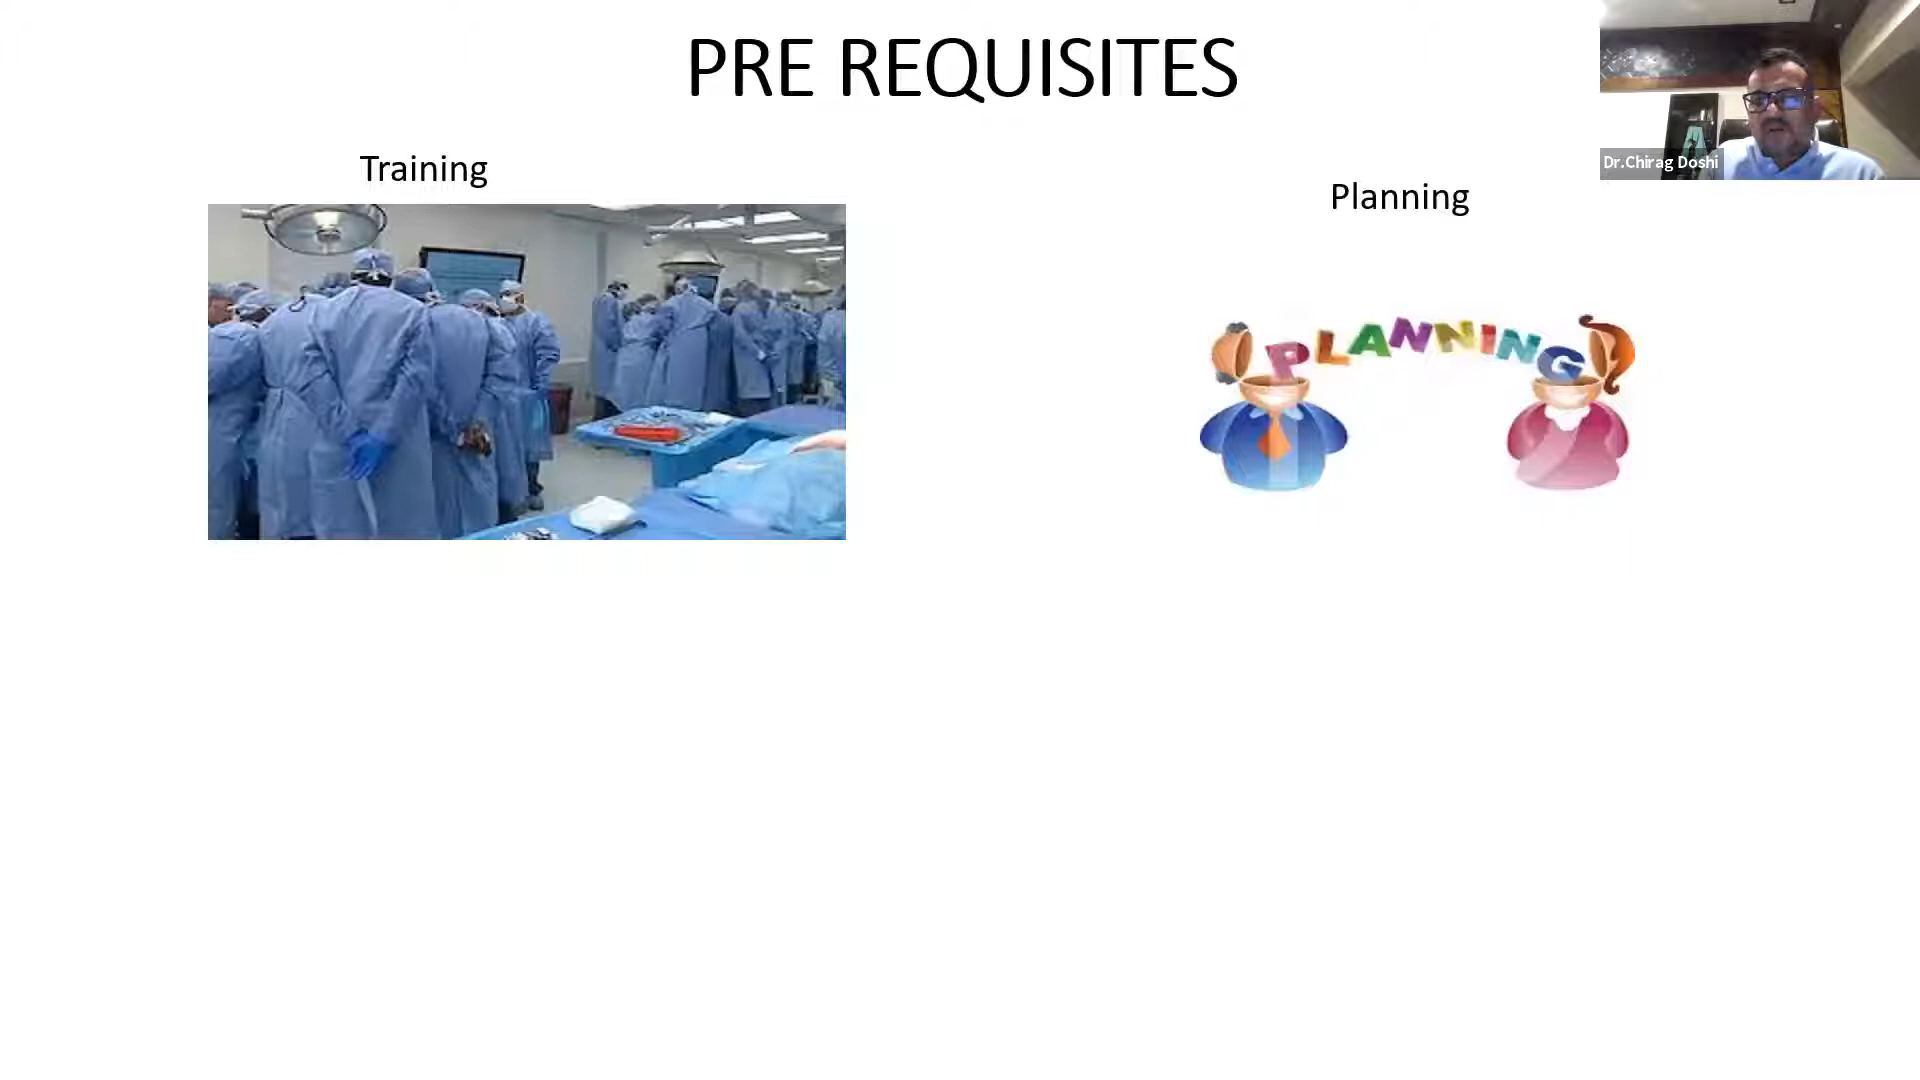 PRE REQUISITES
Training
Planning
PLANNING
Dr.Chirag Doshi